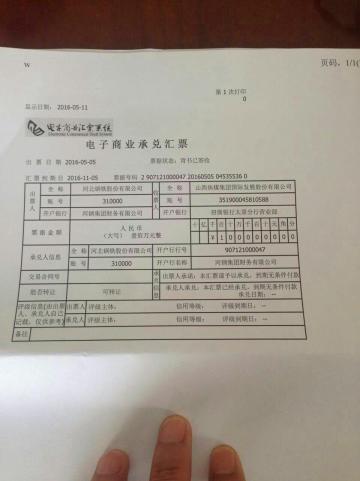 w
页码, 1/1(
第 1 次打印
0
显示日期: 2016-05-11
电子商业汇票系统
Electronic Commercial Draft System
电子商业承兑汇票
出 票 日 期 2016-05-05 票据状态: 背书已签收
汇 票 到 期 日 2016-11-05 票据号码 2 907121000047 20160505 04535536 0
出票人 全 称 河北钢铁股份有限公司 收票人 全 称 山西焦煤集团国际发展股份有限公司
账 号 310000 账 号 351900045810588
开户银行 河钢集团财务公司 开户银行 招商银行太原分行营业部
票 面 金 额 人 民 币 十 亿 千 百 十 万 千 百 十 元 角 分
(大写) 壹佰万元整 ¥ 1 0 0 0 0 0 0 0 0
承兑人信息 全 称 河北钢铁股份有限公司 开户行行号 907121000047
账 号 310000 开户行名称 河钢集团财务公司
交易合同号 承兑信息 出票人承诺: 本汇票请予以承兑, 到期无条件付款
能否转让 可转让 承兑人承兑: 本汇票已经承兑, 到期无条件付款
承兑日期: --
评级信息(由出票人、承兑人自己记载, 仅供参考) 出票人 评级主体: 信用等级: 评级到期日: --
承兑人 评级主体: 信用等级: 评级到期日: --
备注